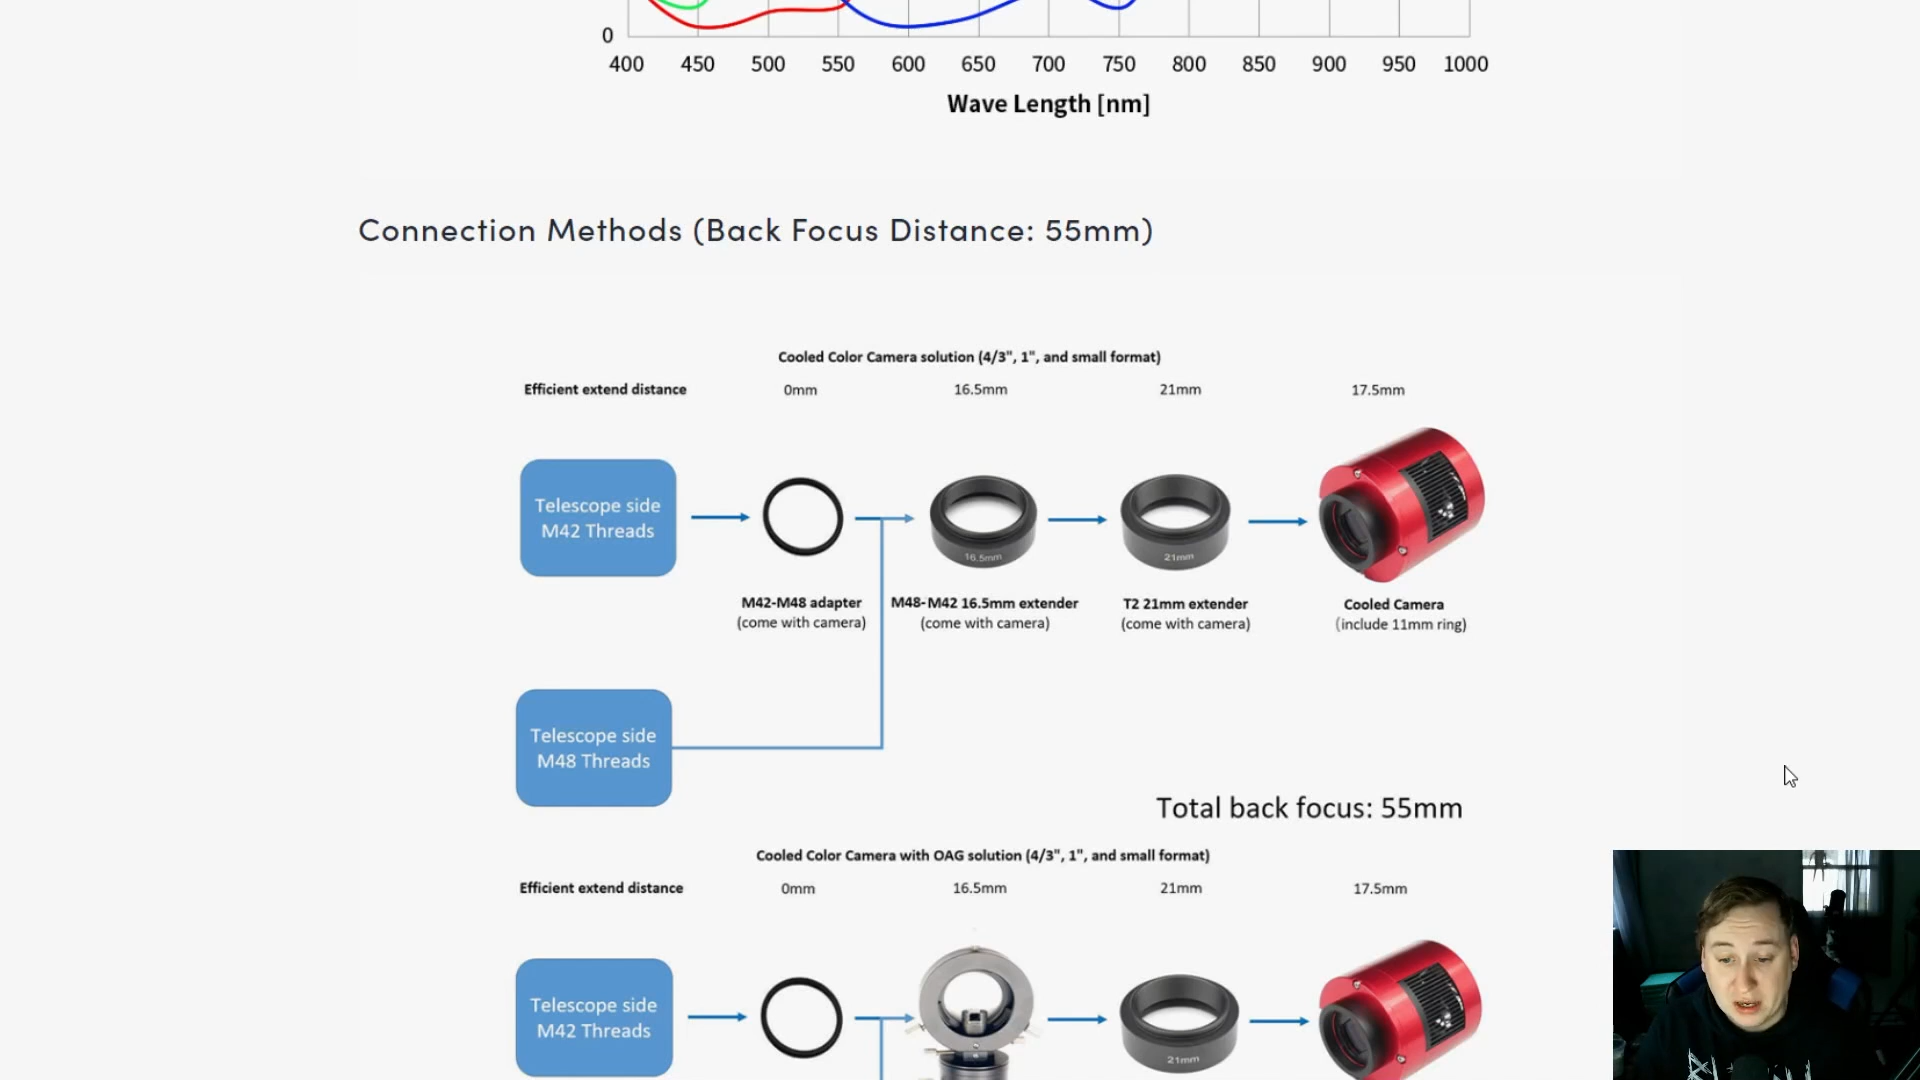 0
400 450 500 550 600 650 700 750 800 850 900 950 1000
Wave Length [nm]
Connection Methods (Back Focus Distance: 55mm)
Cooled Color Camera solution (4/3", 1", and small format)
Efficient extend distance 0mm 16.5mm 21mm 17.5mm
Telescope side
M42 Threads
16.5mm
21mm
M42-M48 adapter
(come with camera)
M48-M42 16.5mm extender
(come with camera)
T2 21mm extender
(come with camera)
Cooled Camera
(include 11mm ring)
Telescope side
M48 Threads
Total back focus: 55mm
Cooled Color Camera with OAG solution (4/3", 1", and small format)
Efficient extend distance 0mm 16.5mm 21mm 17.5mm
Telescope side
M42 Threads
21mm